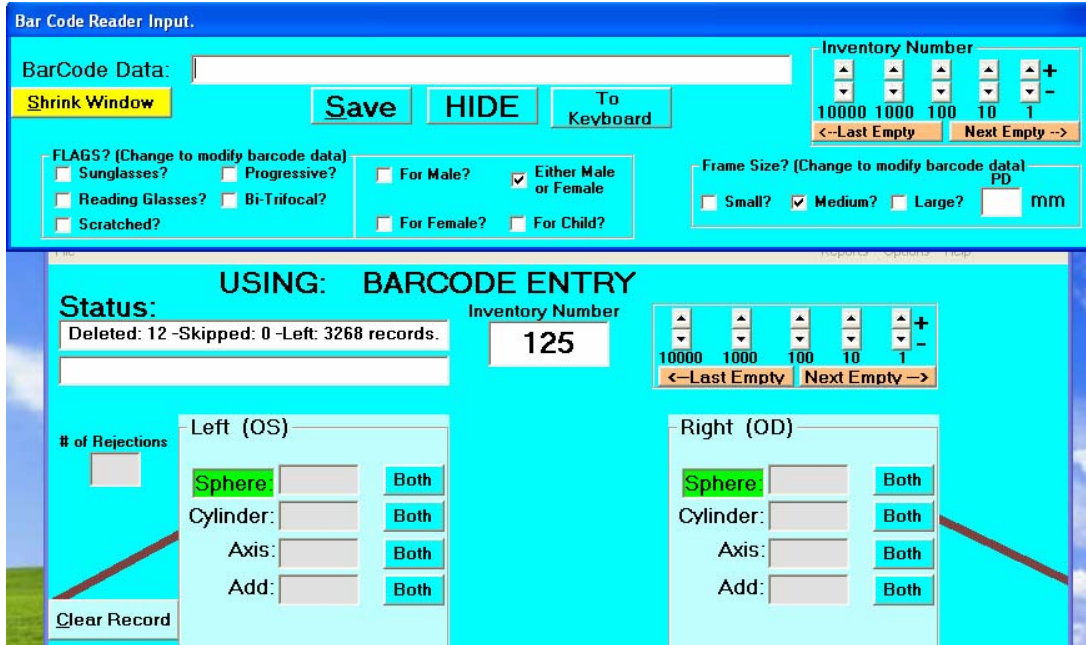 Bar Code Reader Input.
Inventory Number
BarCode Data:
+
-
Shrink Window
Save
HIDE
To Keyboard
10000 1000 100 10 1
<--Last Empty Next Empty -->
FLAGS? (Change to modify barcode data)
Sunglasses? Progressive?
Reading Glasses? Bi-Trifocal?
Scratched?
For Male? Either Male or Female
For Female? For Child?
Frame Size? (Change to modify barcode data)
PD
Small? Medium? Large? mm
File Reports Options Help
USING: BARCODE ENTRY
Status:
Inventory Number
Deleted: 12 -Skipped: 0 -Left: 3268 records.
125
+
-
10000 1000 100 10 1
<--Last Empty Next Empty -->
# of Rejections
Left (OS)
Sphere: Both
Cylinder: Both
Axis: Both
Add: Both
Right (OD)
Sphere: Both
Cylinder: Both
Axis: Both
Add: Both
Clear Record